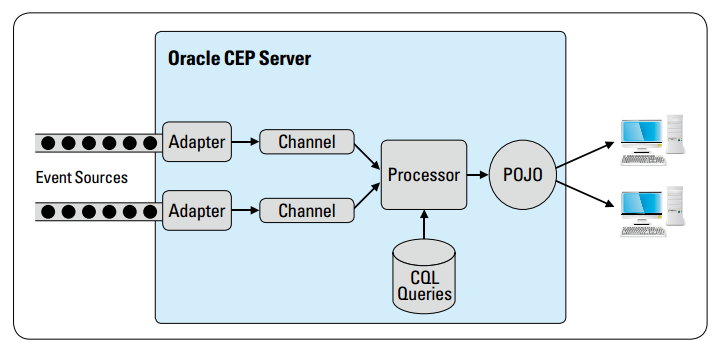 Oracle CEP Server
Adapter
Channel
Event Sources
Processor
POJO
Adapter
Channel
CQL
Queries